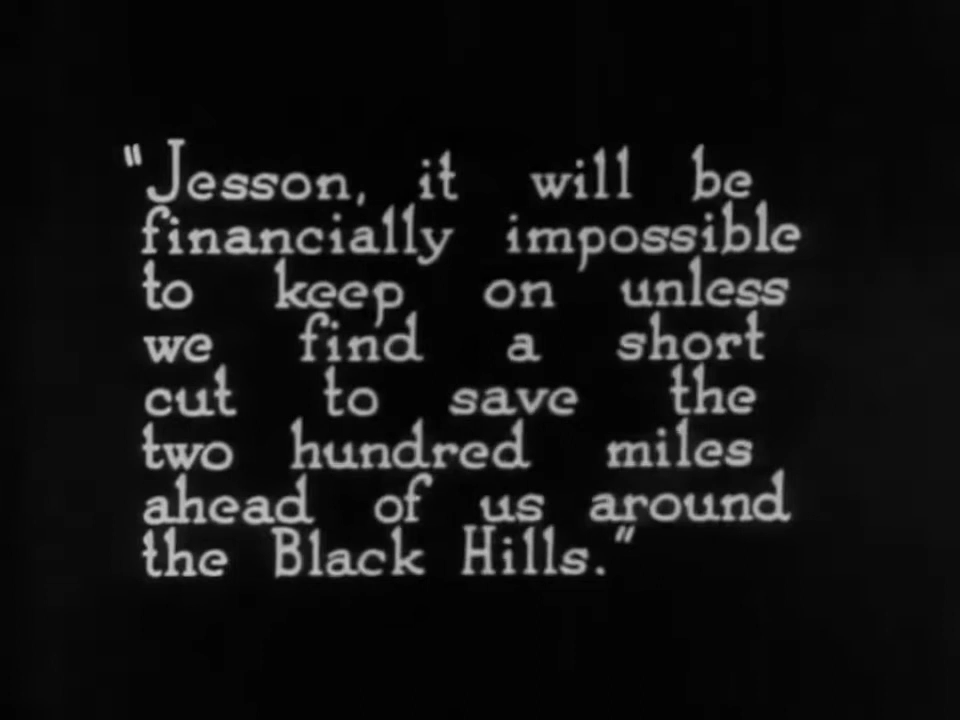 "Jesson, it will be
financially impossible
to keep on unless
we find a short
cut to save the
two hundred miles
ahead of us around
the Black Hills."